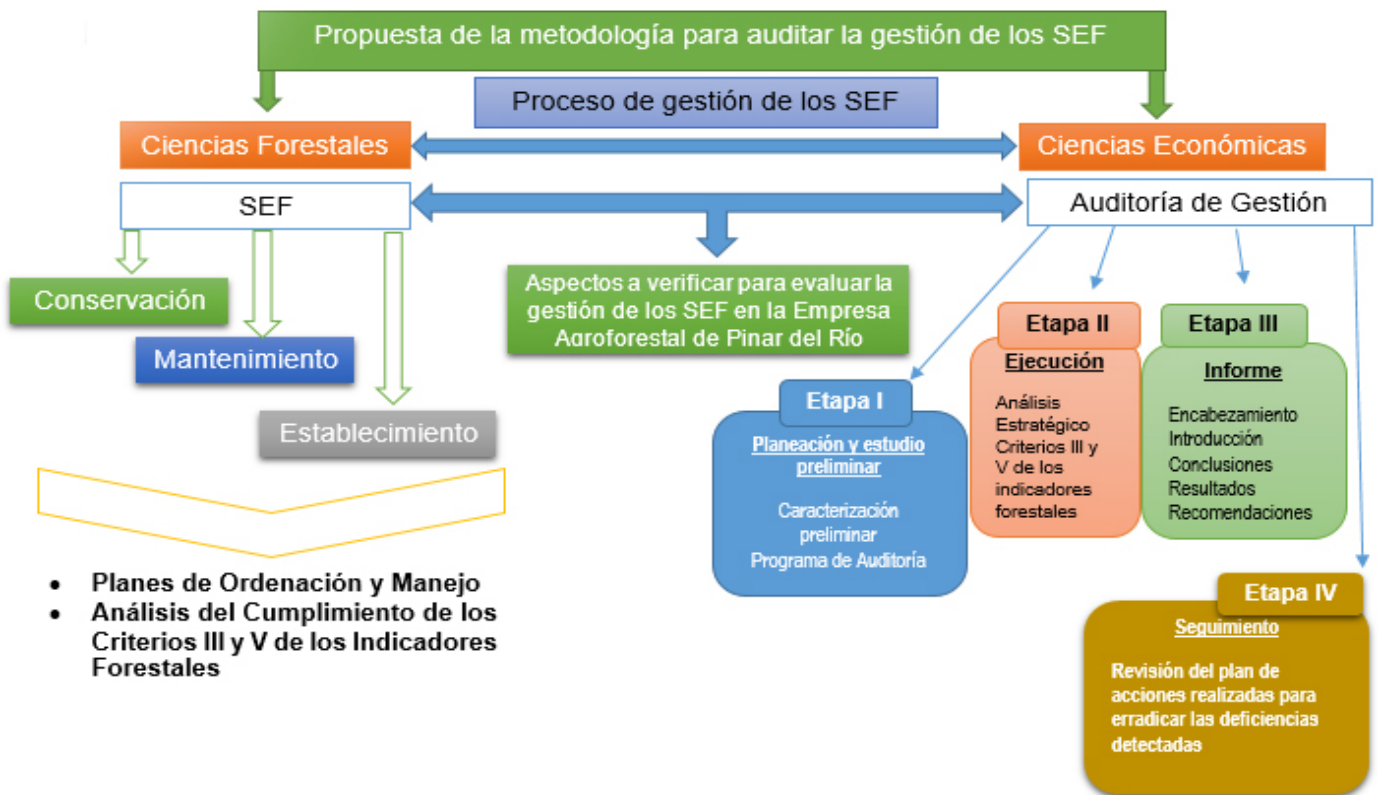 Propuesta de la metodología para auditar la gestión de los SEF
Proceso de gestión de los SEF
Ciencias Forestales
Ciencias Económicas
SEF
Auditoría de Gestión
Conservación
Mantenimiento
Establecimiento
Aspectos a verificar para evaluar la
gestión de los SEF en la Empresa
Agroforestal de Pinar del Río
Etapa I
Planeación y estudio
preliminar
Caracterización
preliminar
Programa de Auditoría
Etapa II
Ejecución
Análisis
Estratégico
Criterios III y
V de los
indicadores
forestales
Etapa III
Informe
Encabezamiento
Introducción
Conclusiones
Resultados
Recomendaciones
Etapa IV
Seguimiento
Revisión del plan de
acciones realizadas para
erradicar las deficiencias
detectadas
• Planes de Ordenación y Manejo
• Análisis del Cumplimiento de los
Criterios III y V de los Indicadores
Forestales